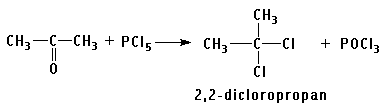 CH3
CH3—C—CH3 + PCl5 → CH3—C—Cl + POCl3
O
Cl
2,2-dicloropropan